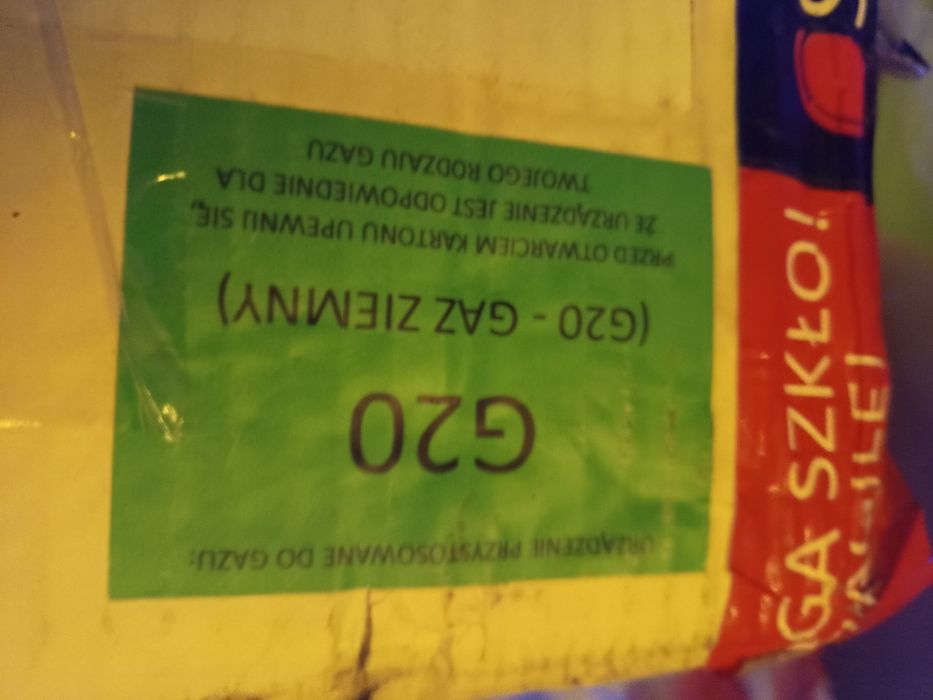 URZĄDZENIE PRZYSTOSOWANE DO GAZU:
G20
(G20 - GAZ ZIEMNY)
PRZED OTWARCIEM KARTONU UPEWNIJ SIĘ,
ZE URZĄDZENIE JEST ODPOWIEDNIE DLA
TWOJEGO RODZAJU GAZU
SZKŁO!